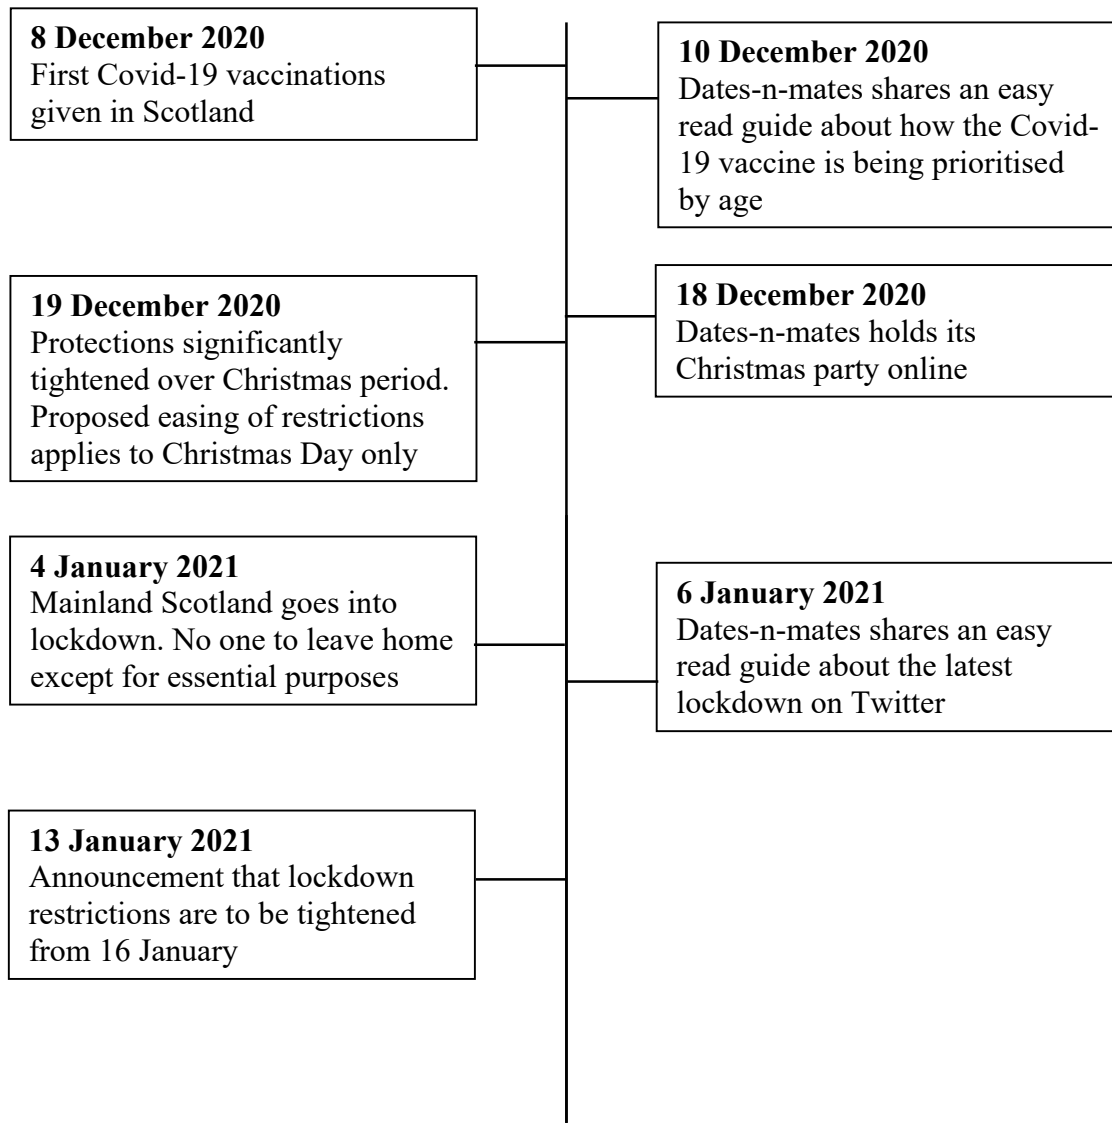 8 December 2020
First Covid-19 vaccinations
given in Scotland
10 December 2020
Dates-n-mates shares an easy
read guide about how the Covid-
19 vaccine is being prioritised
by age
19 December 2020
Protections significantly
tightened over Christmas period.
Proposed easing of restrictions
applies to Christmas Day only
18 December 2020
Dates-n-mates holds its
Christmas party online
4 January 2021
Mainland Scotland goes into
lockdown. No one to leave home
except for essential purposes
6 January 2021
Dates-n-mates shares an easy
read guide about the latest
lockdown on Twitter
13 January 2021
Announcement that lockdown
restrictions are to be tightened
from 16 January